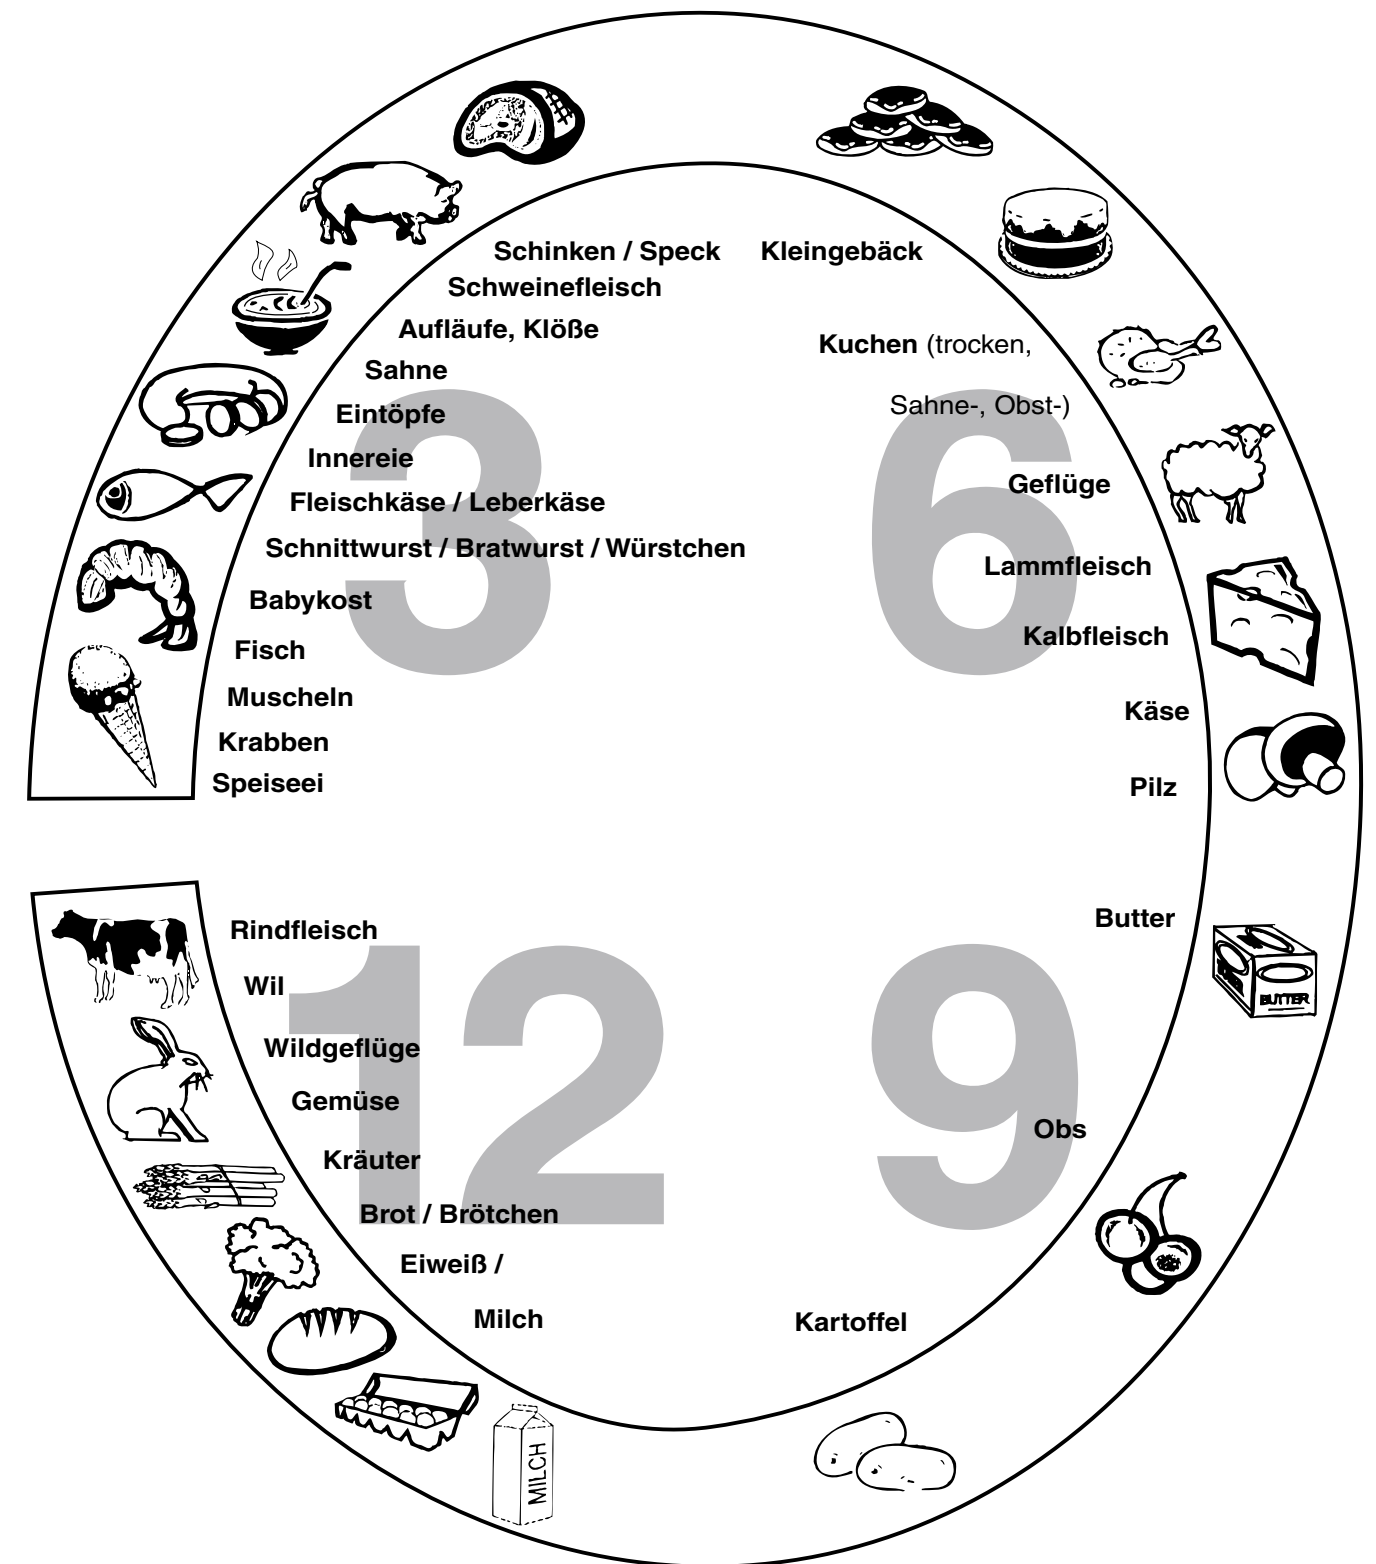 Schinken / Speck
Kleingebäck
Schweinefleisch
Aufläufe, Klöße
Kuchen (trocken,
Sahne-, Obst-)
Sahne
Eintöpfe
Innereie
Fleischkäse / Leberkäse
Schnittwurst / Bratwurst / Würstchen
Babykost
Fisch
Muscheln
Krabben
Speiseei
3
6
Geflüge
Lammfleisch
Kalbfleisch
Käse
Pilz
Rindfleisch
Wil
Wildgeflüge
Gemüse
Kräuter
Brot / Brötchen
Eiweiß /
Milch
12
9
Butter
BUTTER
Obs
Kartoffel
MILCH